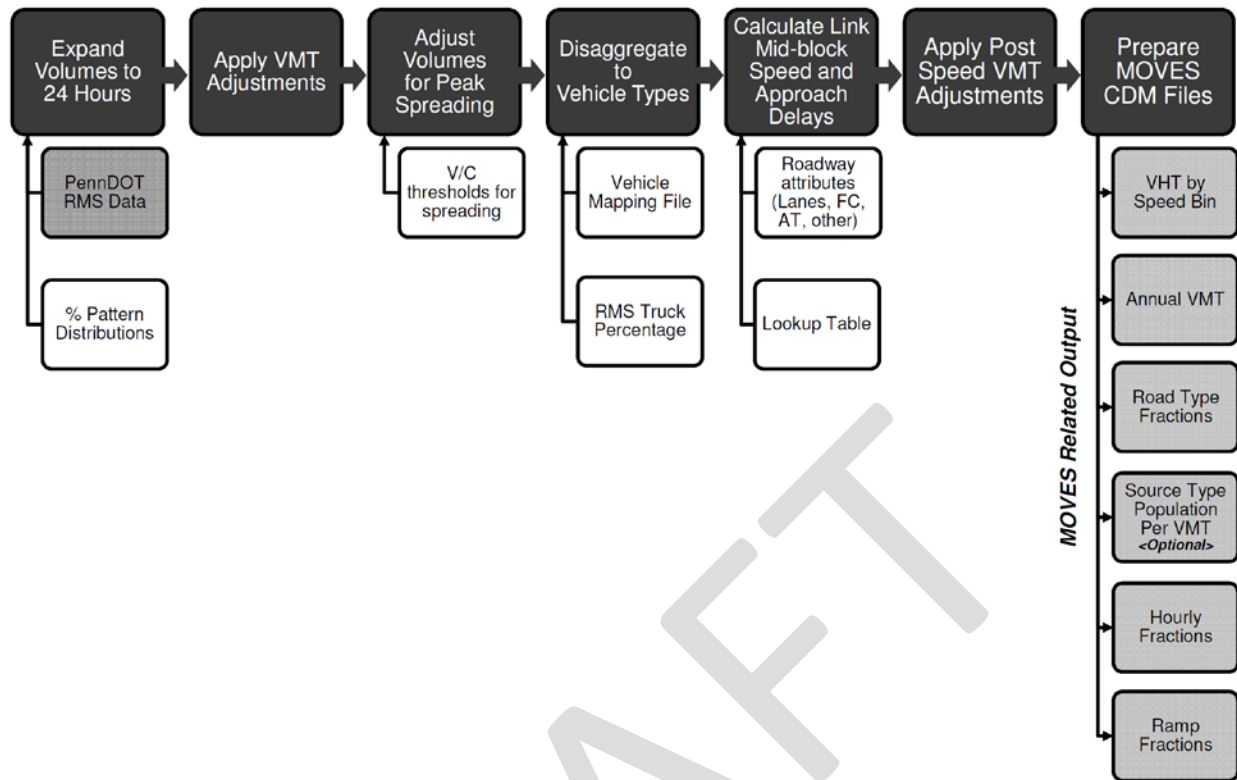 Expand
Volumes to
24 Hours
Apply VMT
Adjustments
Adjust
Volumes
for Peak
Spreading
Disaggregate
to
Vehicle Types
Calculate Link
Mid-block
Speed and
Approach
Delays
Apply Post
Speed VMT
Adjustments
Prepare
MOVES
CDM Files
PennDOT
RMS Data
% Pattern
Distributions
V/C
thresholds for
spreading
Vehicle
Mapping File
RMS Truck
Percentage
Roadway
attributes
(Lanes, FC,
AT, other)
Lookup Table
MOVES Related Output
VHT by
Speed Bin
Annual VMT
Road Type
Fractions
Source Type
Population
Per VMT
<Optional>
Hourly
Fractions
Ramp
Fractions